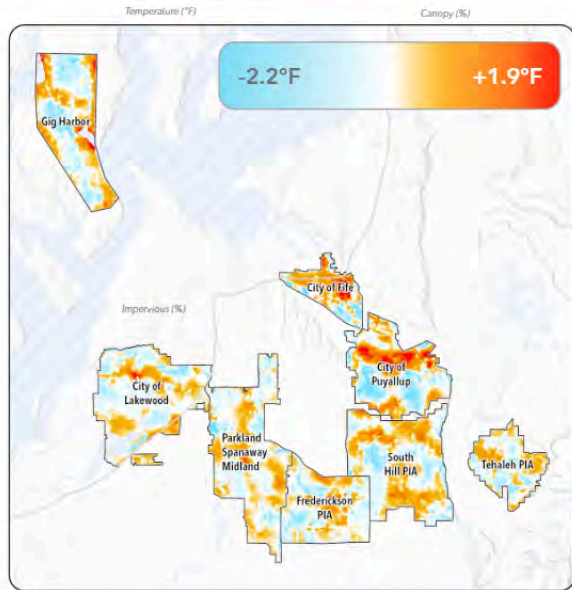 Temperature (°F)
Canopy (%)
-2.2°F
+1.9°F
Gig Harbor
City of Fife
Impervious (%)
City of
Puyallup
City of
Lakewood
Parkland
Spanaway
Midland
South
Hill PIA
Tehaleh PIA
Frederickson
PIA